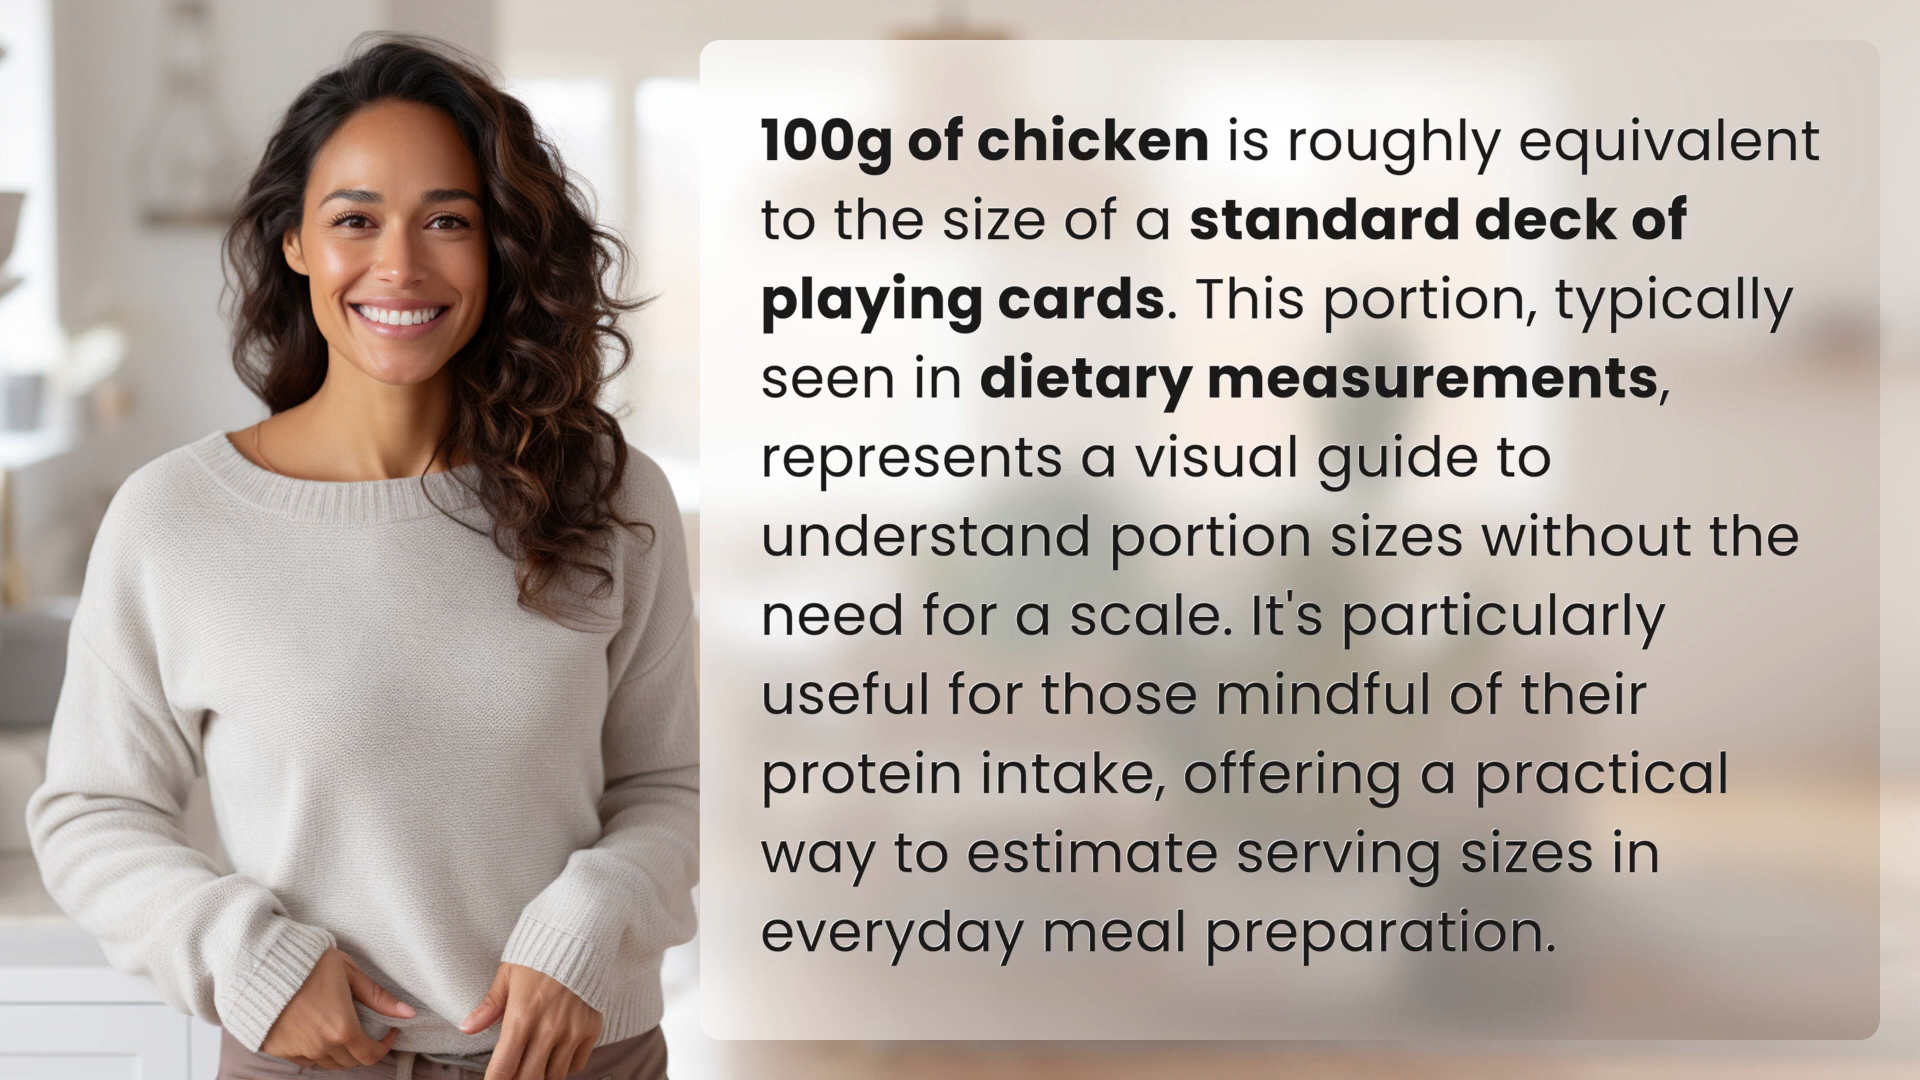 100g of chicken is roughly equivalent
to the size of a standard deck of
playing cards. This portion, typically
seen in dietary measurements,
represents a visual guide to
understand portion sizes without the
need for a scale. It's particularly
useful for those mindful of their
protein intake, offering a practical
way to estimate serving sizes in
everyday meal preparation.